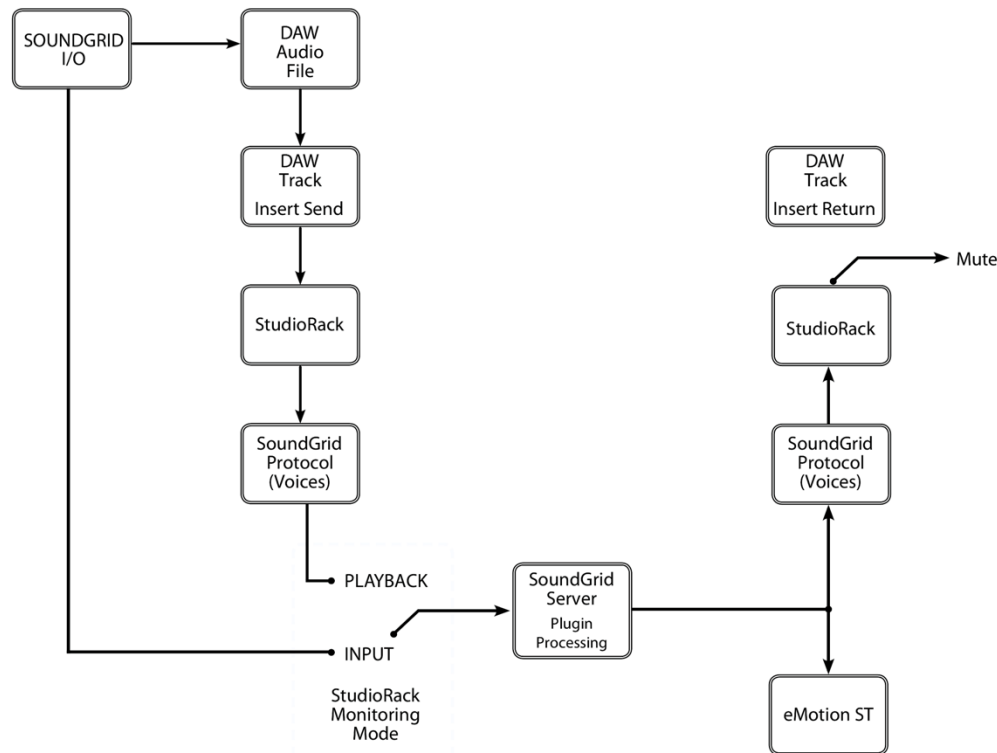 SOUNDGRID
I/O
DAW
Audio
File
DAW
Track
Insert Send
StudioRack
SoundGrid
Protocol
(Voices)
PLAYBACK
INPUT
StudioRack
Monitoring
Mode
SoundGrid
Server
Plugin
Processing
DAW
Track
Insert Return
Mute
StudioRack
SoundGrid
Protocol
(Voices)
eMotion ST